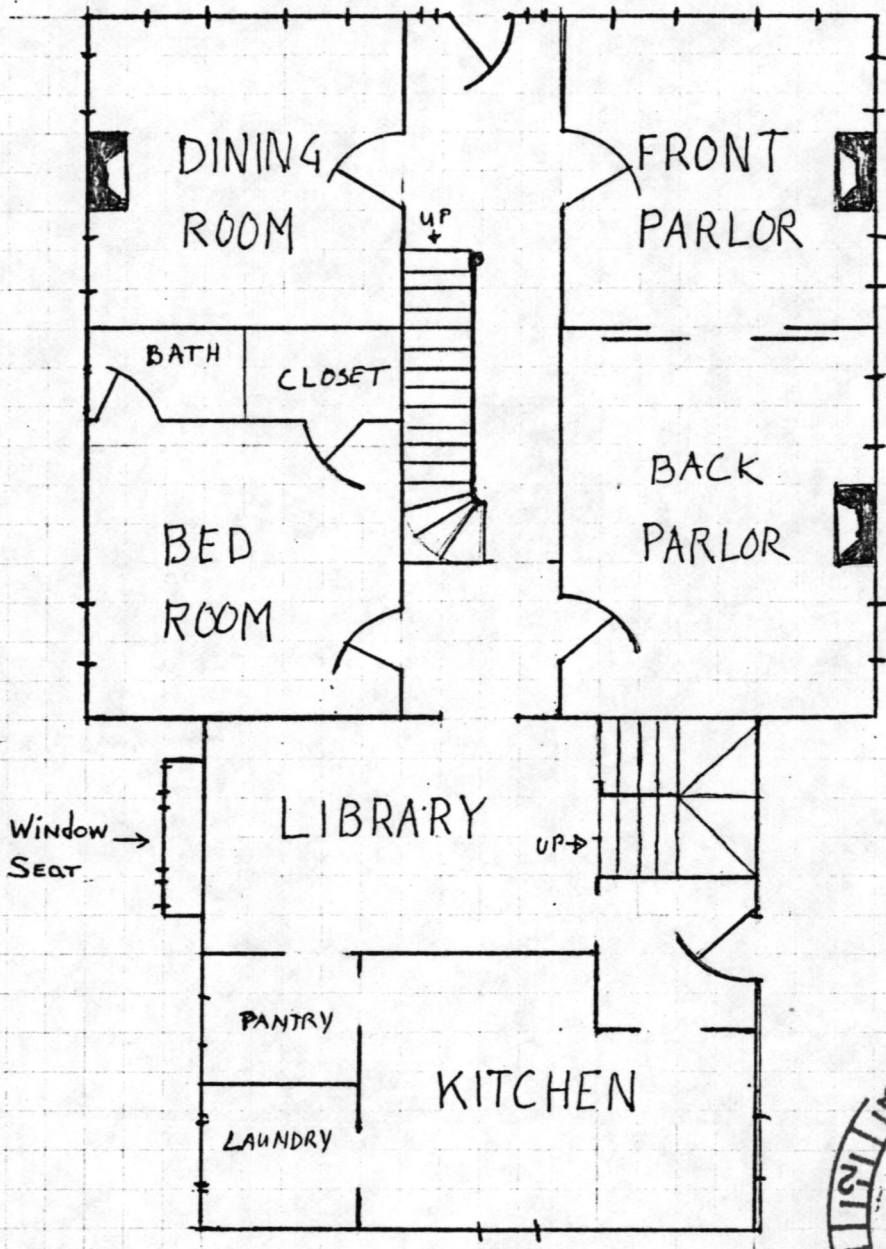 DINING
ROOM
UP
FRONT
PARLOR
BATH
CLOSET
BACK
PARLOR
BED
ROOM
Window
SEAT
LIBRARY
UP
PANTRY
KITCHEN
LAUNDRY